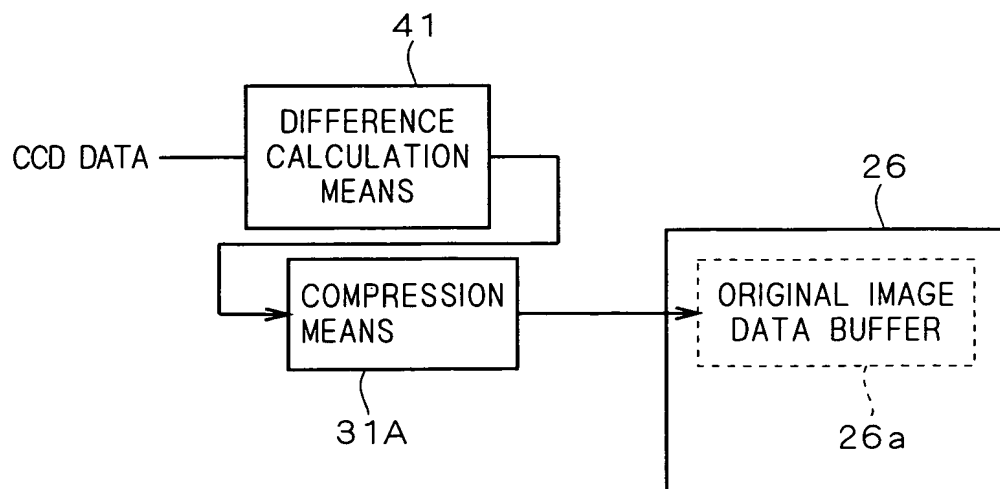 41
DIFFERENCE
CALCULATION
MEANS
CCD DATA
26
COMPRESSION
MEANS
ORIGINAL IMAGE
DATA BUFFER
31A
26a